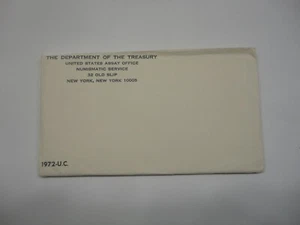 THE DEPARTMENT OF THE TREASURY
UNITED STATES ASSAY OFFICE
NUMISMATIC SERVICE
32 OLD SLIP
NEW YORK, NEW YORK 10005
1972-U.C.